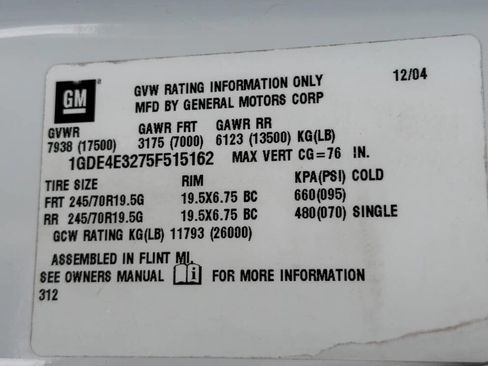 GM
GVW RATING INFORMATION ONLY 12/04
MFD BY GENERAL MOTORS CORP
GVWR GAWR FRT GAWR RR
7938 (17500) 3175 (7000) 6123 (13500) KG(LB)
1GDE4E3275F515162 MAX VERT CG=76 IN.
TIRE SIZE RIM KPA(PSI) COLD
FRT 245/70R19.5G 19.5X6.75 BC 660(095)
RR 245/70R19.5G 19.5X6.75 BC 480(070) SINGLE
GCW RATING KG(LB) 11793 (26000)
ASSEMBLED IN FLINT MI.
SEE OWNERS MANUAL i FOR MORE INFORMATION
312